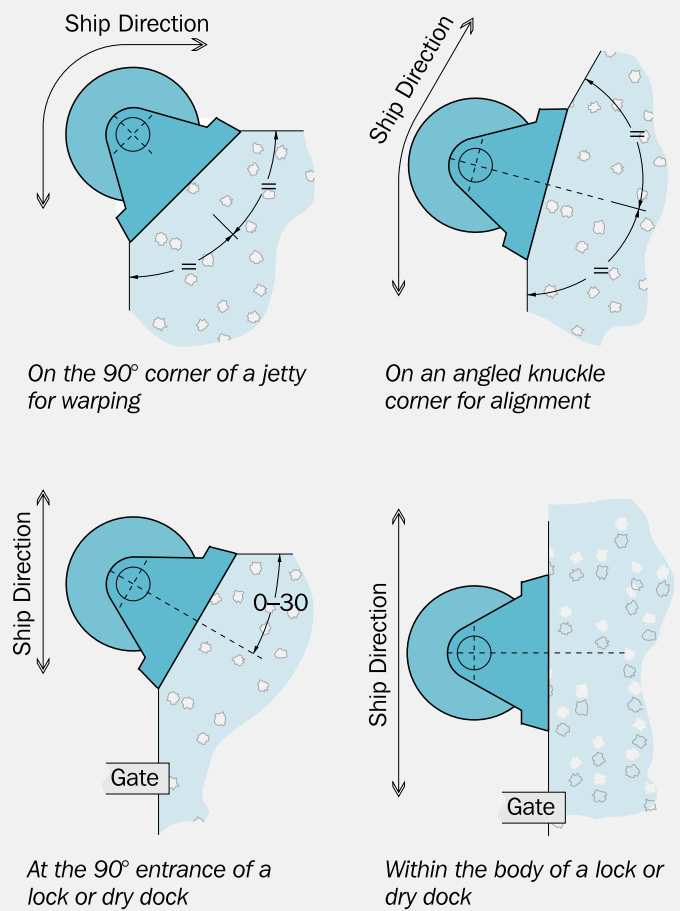 Ship Direction
Ship Direction
=
=
=
=
On the 90° corner of a jetty
for warping
On an angled knuckle
corner for alignment
Ship Direction
0–30
Gate
Ship Direction
Gate
At the 90° entrance of a
lock or dry dock
Within the body of a lock or
dry dock